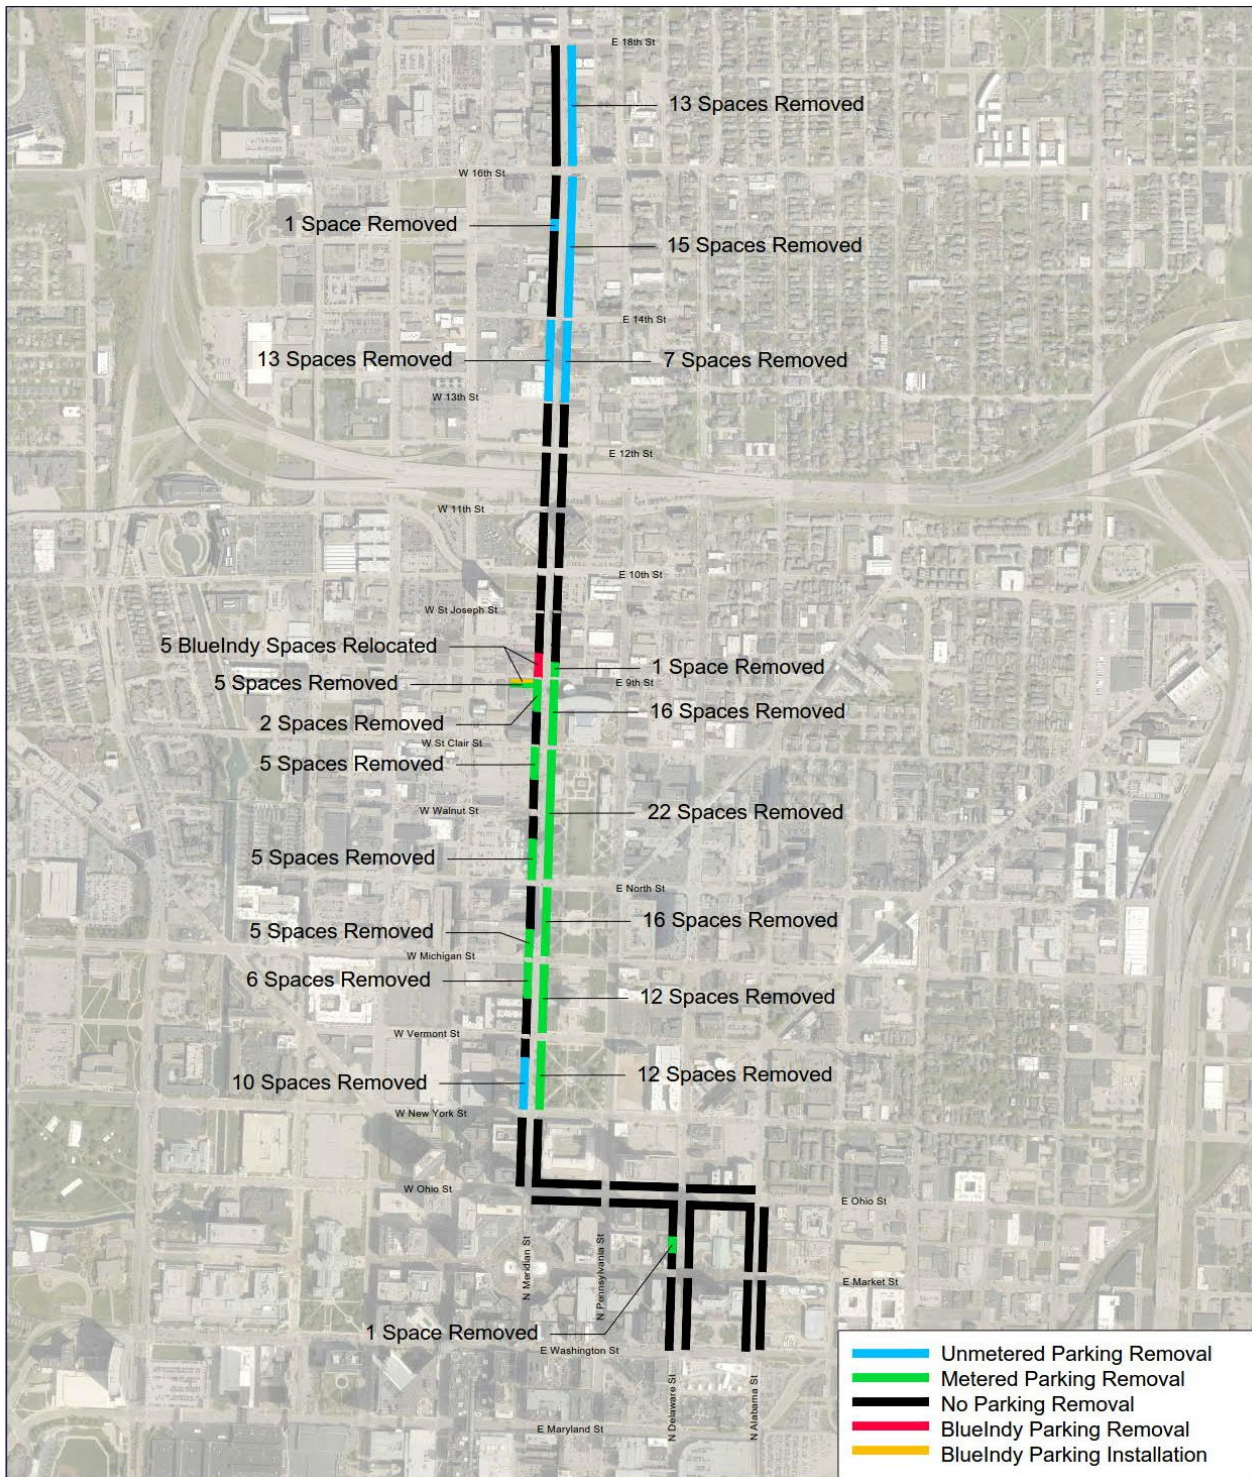 E 18th St
13 Spaces Removed
W 16th St
1 Space Removed
15 Spaces Removed
E 14th St
13 Spaces Removed
7 Spaces Removed
W 13th St
E 12th St
W 11th St
E 10th St
W St Joseph St
5 BlueIndy Spaces Relocated
1 Space Removed
5 Spaces Removed
E 9th St
2 Spaces Removed
16 Spaces Removed
W St Clair St
5 Spaces Removed
W Walnut St
22 Spaces Removed
5 Spaces Removed
E North St
16 Spaces Removed
5 Spaces Removed
W Michigan St
6 Spaces Removed
12 Spaces Removed
W Vermont St
10 Spaces Removed
12 Spaces Removed
W New York St
W Ohio St
E Ohio St
N Meridian St
N Pennsylvania St
E Market St
1 Space Removed
E Washington St
N Delaware St
N Alabama St
E Maryland St
Unmetered Parking Removal
Metered Parking Removal
No Parking Removal
BlueIndy Parking Removal
BlueIndy Parking Installation